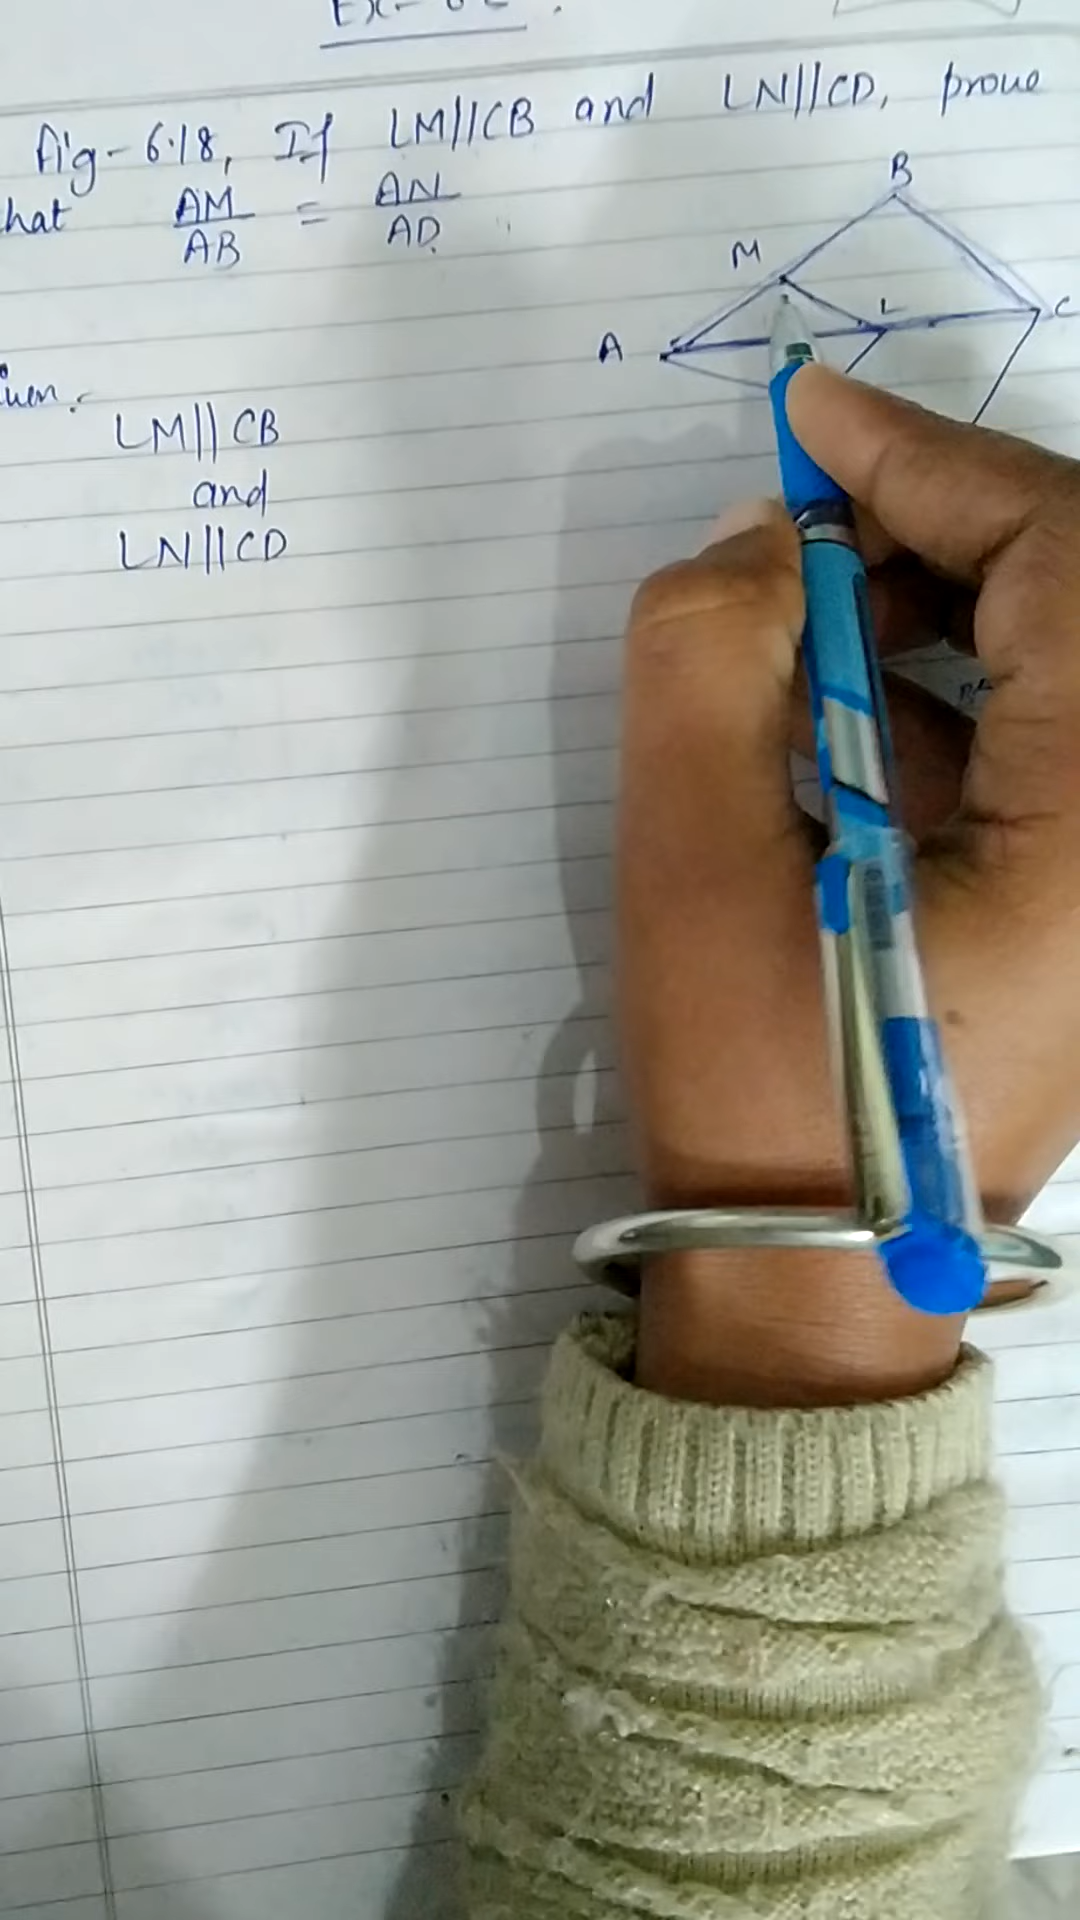 fig-6.18, If LM||CB and LN||CD, prove
that AM/AB = AN/AD.
B
M
L
C
A
LM||CB
and
LN||CD